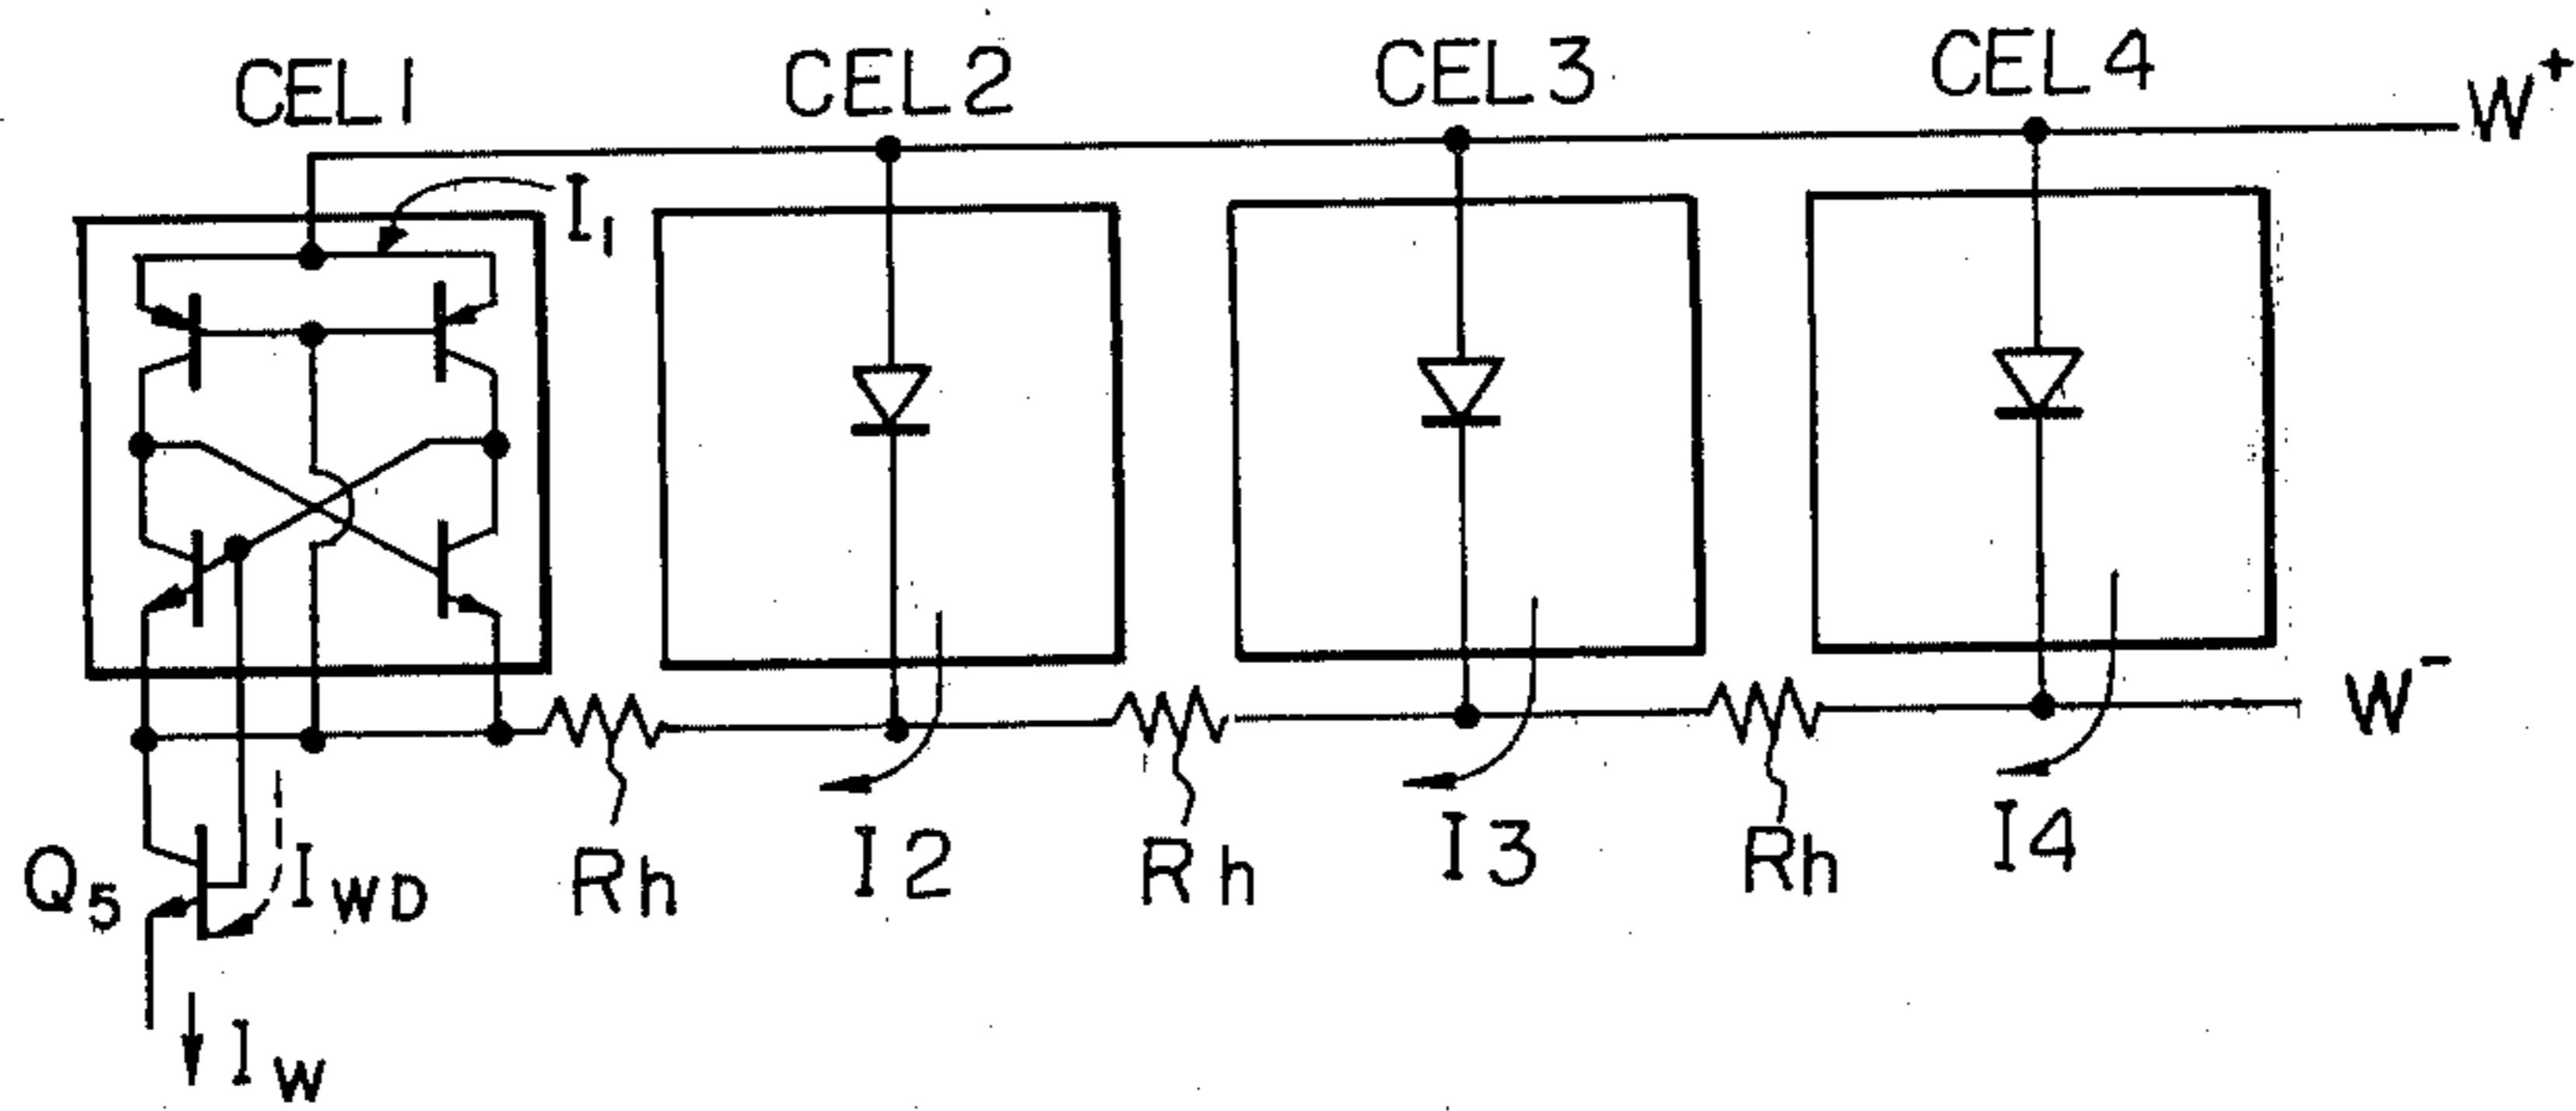 CEL1 CEL2 CEL3 CEL4 W+
I1
W-
Q5 IWD Rh I2 Rh I3 Rh I4
IW